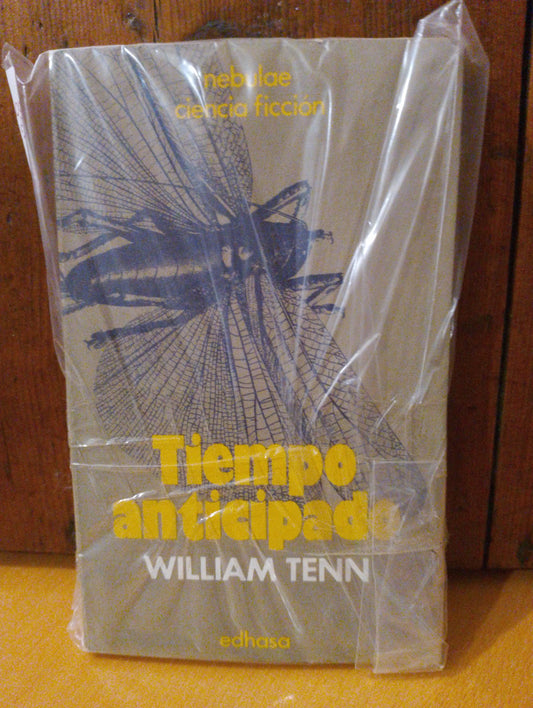 nebulae
ciencia ficción
Tiempo
anticipado
WILLIAM TENN
edhasa